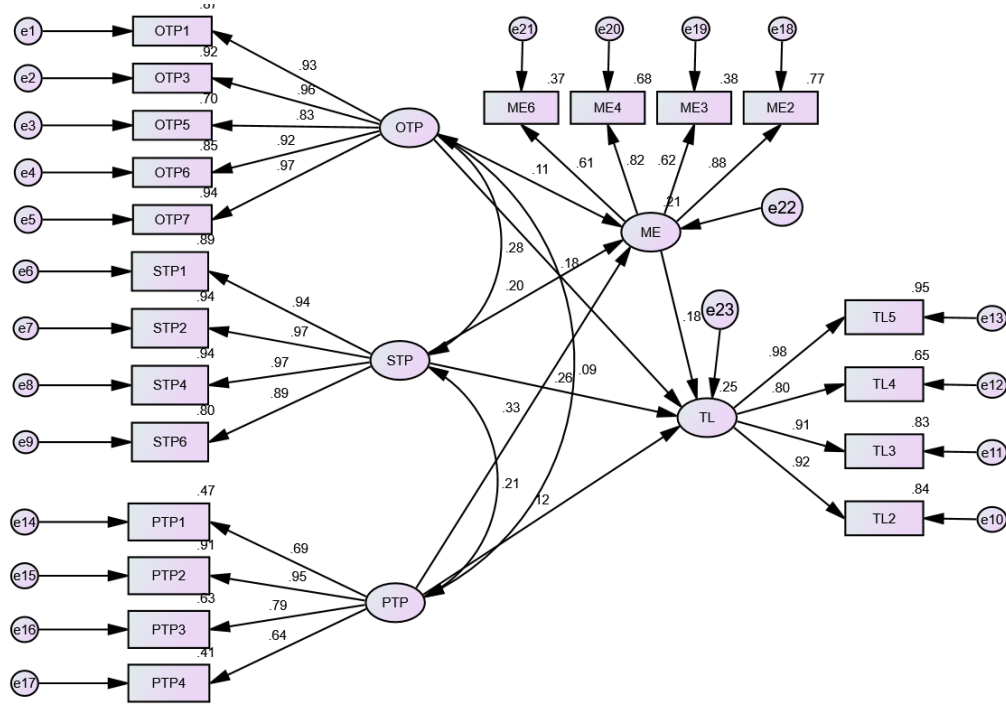 .87
e1 OTP1
.92
e2 OTP3
.70
e3 OTP5
.85
e4 OTP6
.94
e5 OTP7
.89
e6 STP1
.94
e7 STP2
.94
e8 STP4
.80
e9 STP6
.47
e14 PTP1
.91
e15 PTP2
.63
e16 PTP3
.41
e17 PTP4
.93
.96
.83
.92
.97
OTP
.94
.97
.97
.89
STP
.69
.95
.79
.64
PTP
e21 e20 e19 e18
.37 .68 .38 .77
ME6 ME4 ME3 ME2
.61 .82 .62 .88
.11
.21
ME
e22
.28
.18
.20
.18
e23
.26
.09
.33
.25
TL
.21
.12
.98
.80
.91
.92
.95
TL5 e13
.65
TL4 e12
.83
TL3 e11
.84
TL2 e10